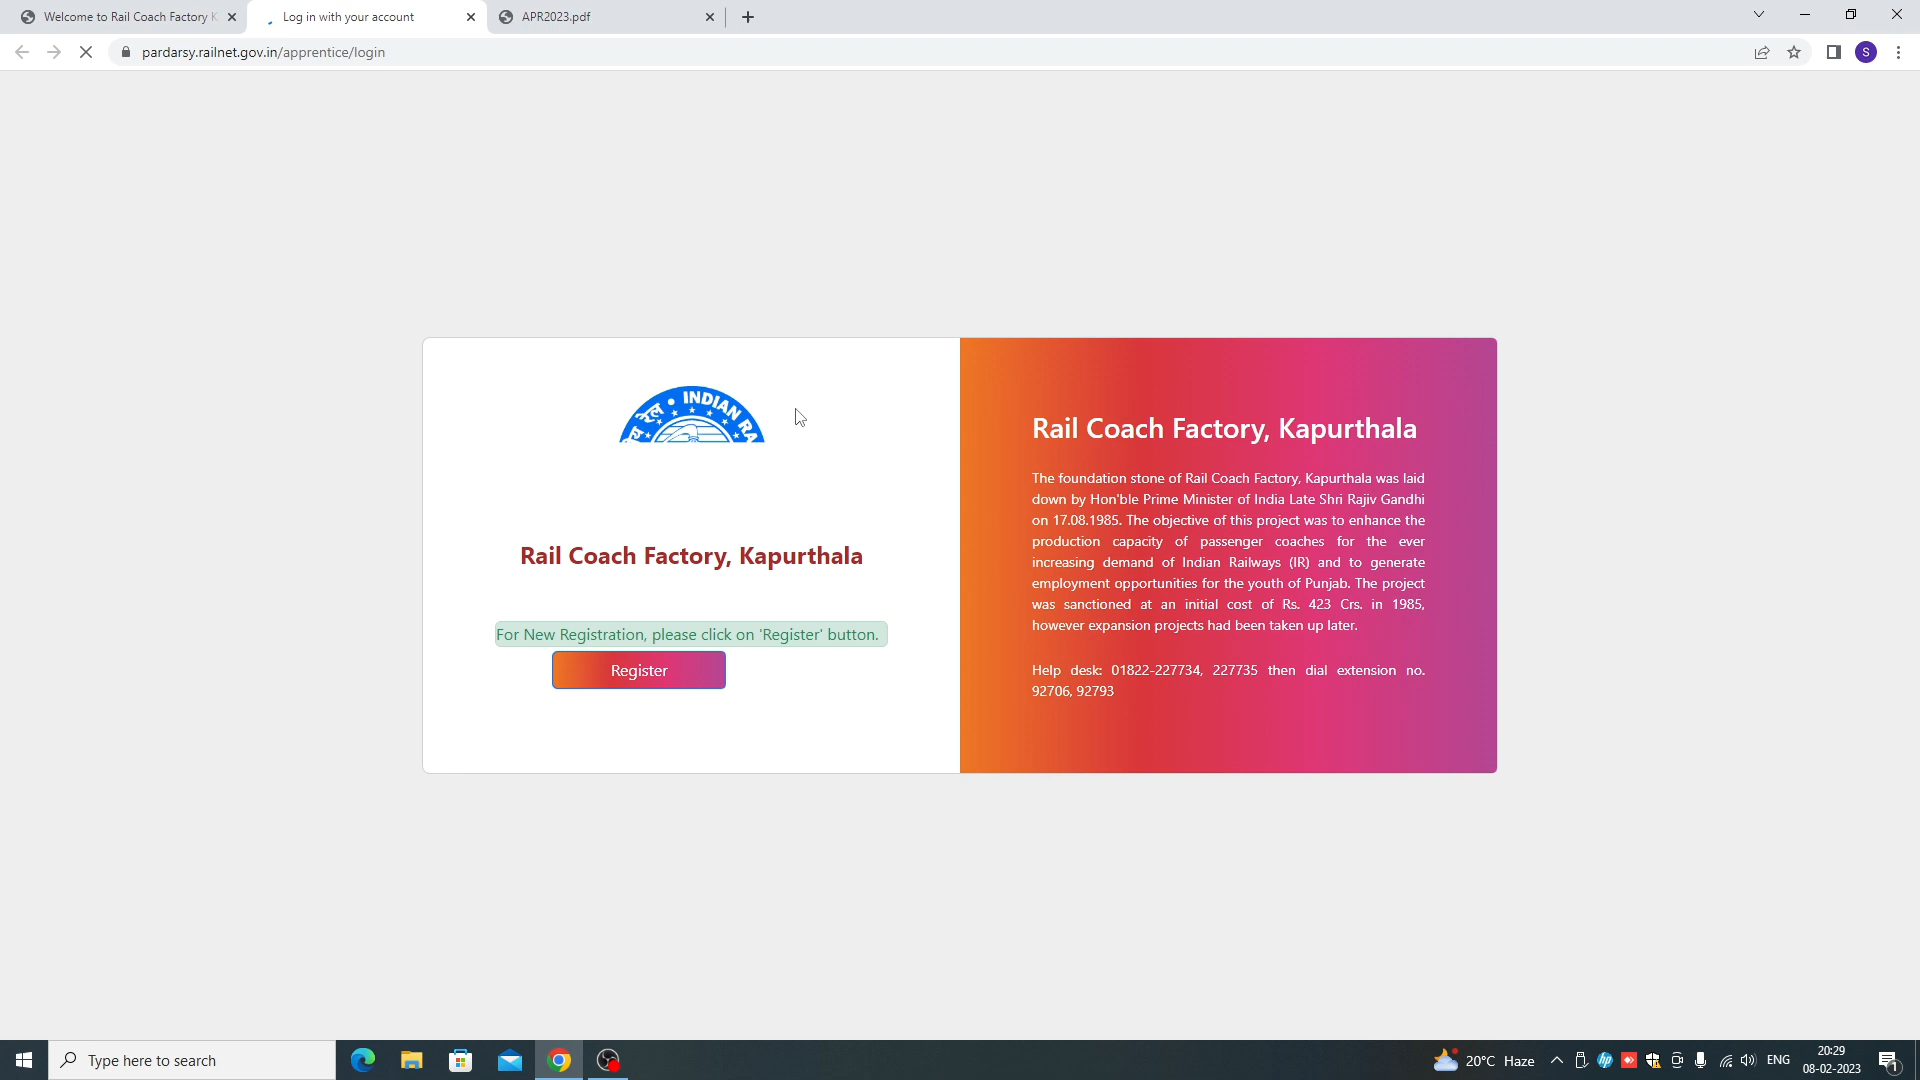 Welcome to Rail Coach Factory K
Log in with your account
APR2023.pdf
pardarsy.railnet.gov.in/apprentice/login
S
रेल • INDIAN RA
Rail Coach Factory, Kapurthala
For New Registration, please click on 'Register' button.
Register
Rail Coach Factory, Kapurthala
The foundation stone of Rail Coach Factory, Kapurthala was laid
down by Hon'ble Prime Minister of India Late Shri Rajiv Gandhi
on 17.08.1985. The objective of this project was to enhance the
production capacity of passenger coaches for the ever
increasing demand of Indian Railways (IR) and to generate
employment opportunities for the youth of Punjab. The project
was sanctioned at an initial cost of Rs. 423 Crs. in 1985,
however expansion projects had been taken up later.
Help desk: 01822-227734, 227735 then dial extension no.
92706, 92793
Type here to search
20°C Haze
hp
ENG
20:29
08-02-2023
1